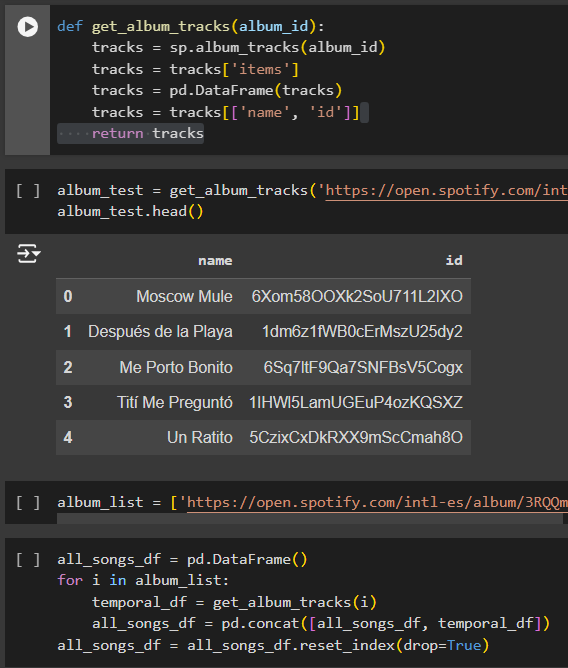 def get_album_tracks(album_id):
    tracks = sp.album_tracks(album_id)
    tracks = tracks['items']
    tracks = pd.DataFrame(tracks)
    tracks = tracks[['name', 'id']]
    return tracks
[ ] album_test = get_album_tracks('https://open.spotify.com/int
album_test.head()
name id
0 Moscow Mule 6Xom58OOXk2SoU711L2IXO
1 Después de la Playa 1dm6z1fWB0cErMszU25dy2
2 Me Porto Bonito 6Sq7ltF9Qa7SNFBsV5Cogx
3 Tití Me Preguntó 1IHWl5LamUGEuP4ozKQSXZ
4 Un Ratito 5CzixCxDkRXX9mScCmah8O
[ ] album_list = ['https://open.spotify.com/intl-es/album/3RQQm
[ ] all_songs_df = pd.DataFrame()
for i in album_list:
    temporal_df = get_album_tracks(i)
    all_songs_df = pd.concat([all_songs_df, temporal_df])
all_songs_df = all_songs_df.reset_index(drop=True)